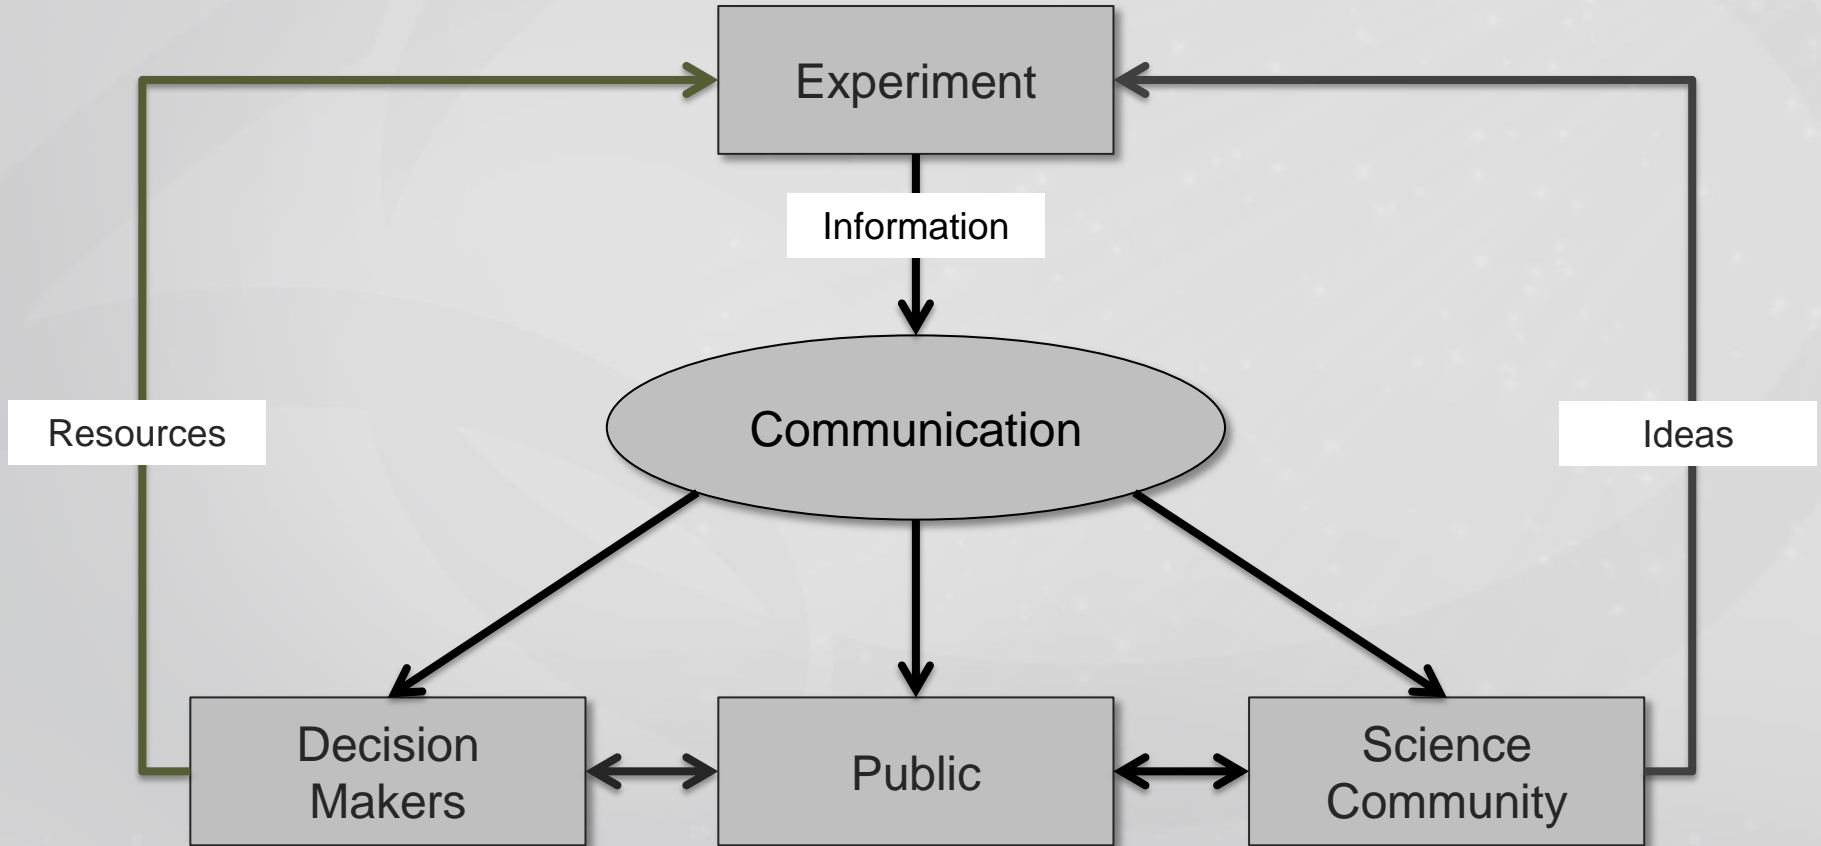 Experiment
Information
Communication
Resources
Ideas
Decision
Makers
Public
Science
Community